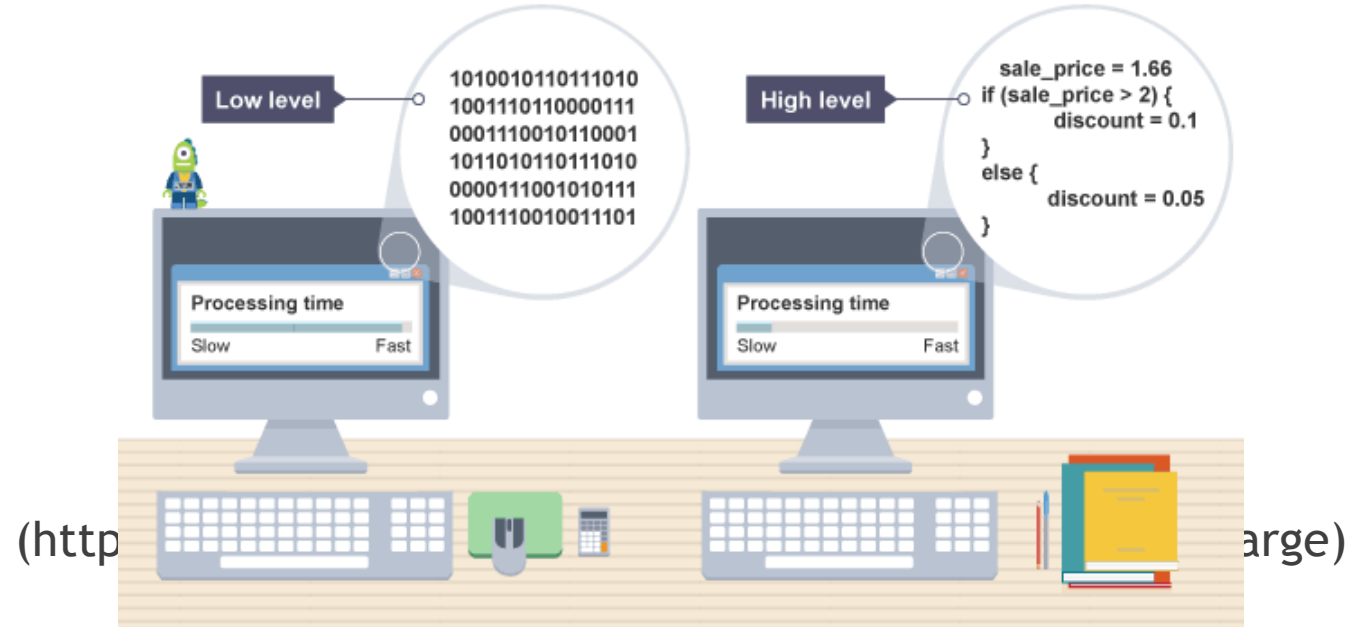 Low level
1010010110111010
1001110110000111
0001110010110001
1011010110111010
0000111001010111
1001110010011101
Processing time
Slow Fast
High level
sale_price = 1.66
if (sale_price > 2) {
discount = 0.1
}
else {
discount = 0.05
}
Processing time
Slow Fast
(http arge)